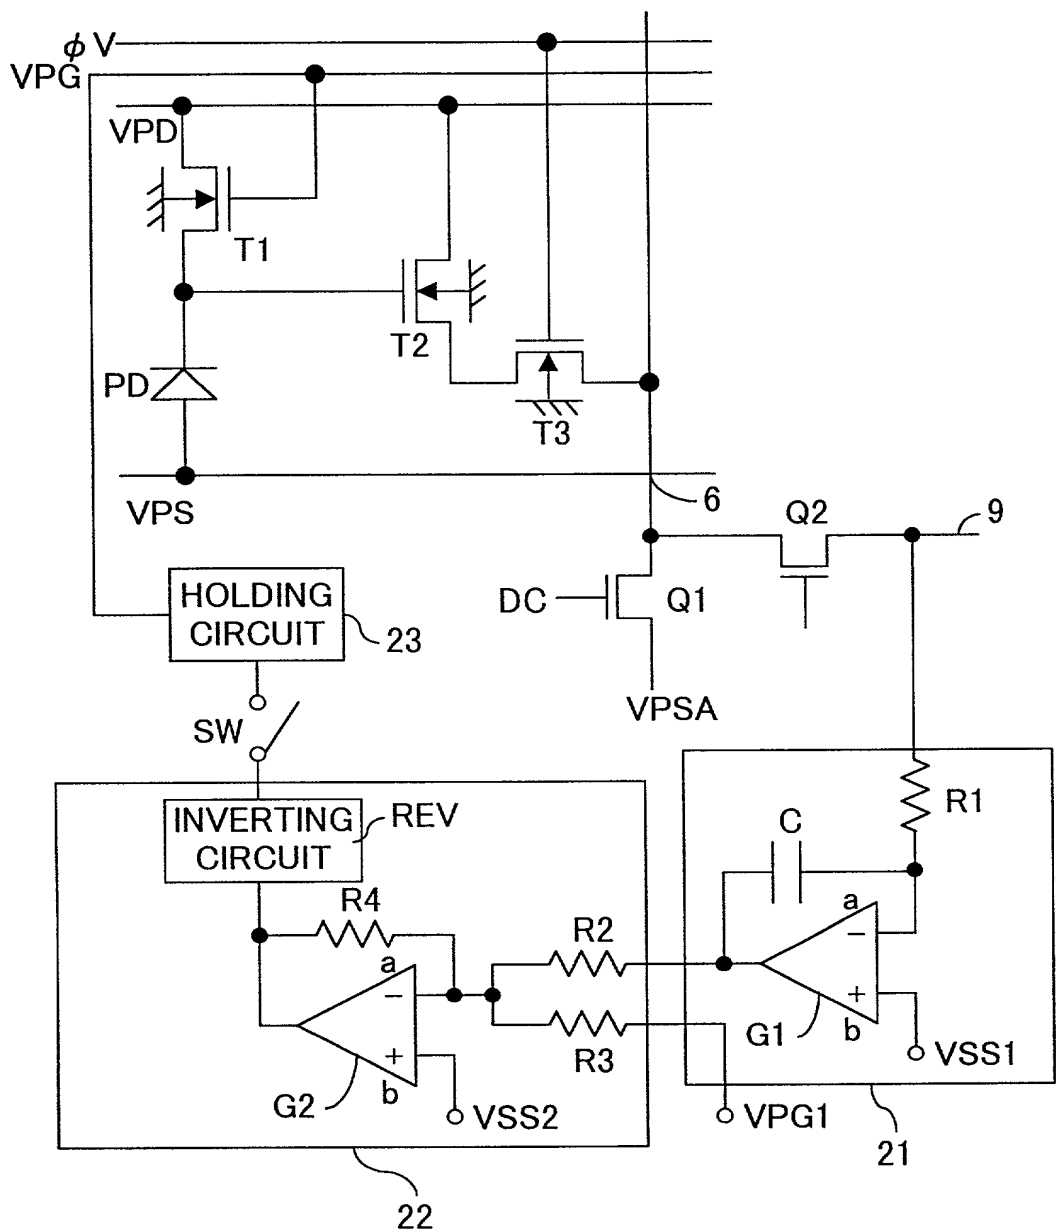 φV
VPG
VPD
T1
T2
PD
T3
VPS
6
Q2
9
HOLDING
CIRCUIT
23
DC
Q1
VPSA
SW
INVERTING
CIRCUIT
REV
R1
C
R4
a
−
+
b
G2
VSS2
R2
R3
a
−
+
b
G1
VSS1
VPG1
21
22